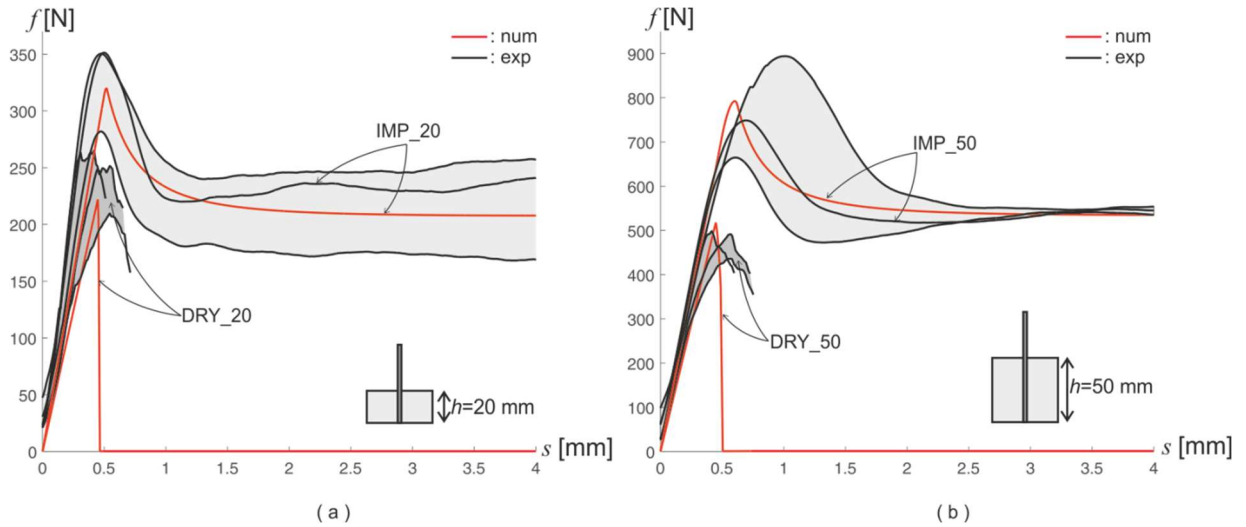 f [N]
: num
: exp
350
300
250
200
150
100
50
0
IMP_20
DRY_20
h=20 mm
0 0.5 1 1.5 2 2.5 3 3.5 4
s [mm]
( a )
f [N]
: num
: exp
900
800
700
600
500
400
300
200
100
0
IMP_50
DRY_50
h=50 mm
0 0.5 1 1.5 2 2.5 3 3.5 4
s [mm]
( b )